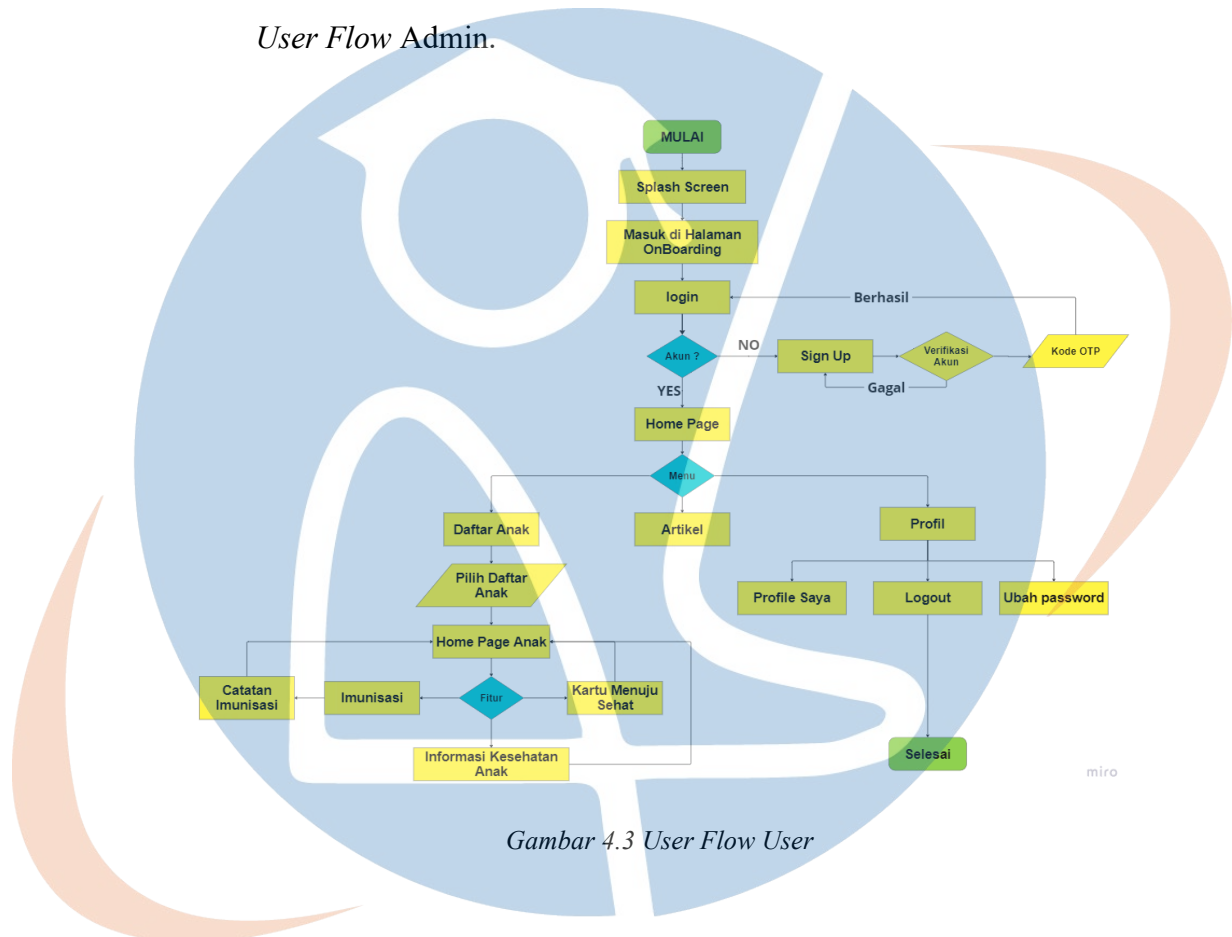 User Flow Admin.
MULAI
Splash Screen
Masuk di Halaman
OnBoarding
login
Berhasil
Akun ?
NO
Sign Up
Verifikasi
Akun
Kode OTP
Gagal
YES
Home Page
Menu
Daftar Anak
Artikel
Profil
Pilih Daftar
Anak
Profile Saya
Logout
Ubah password
Home Page Anak
Catatan
Imunisasi
Imunisasi
Fitur
Kartu Menuju
Sehat
Informasi Kesehatan
Anak
Selesai
miro
Gambar 4.3 User Flow User